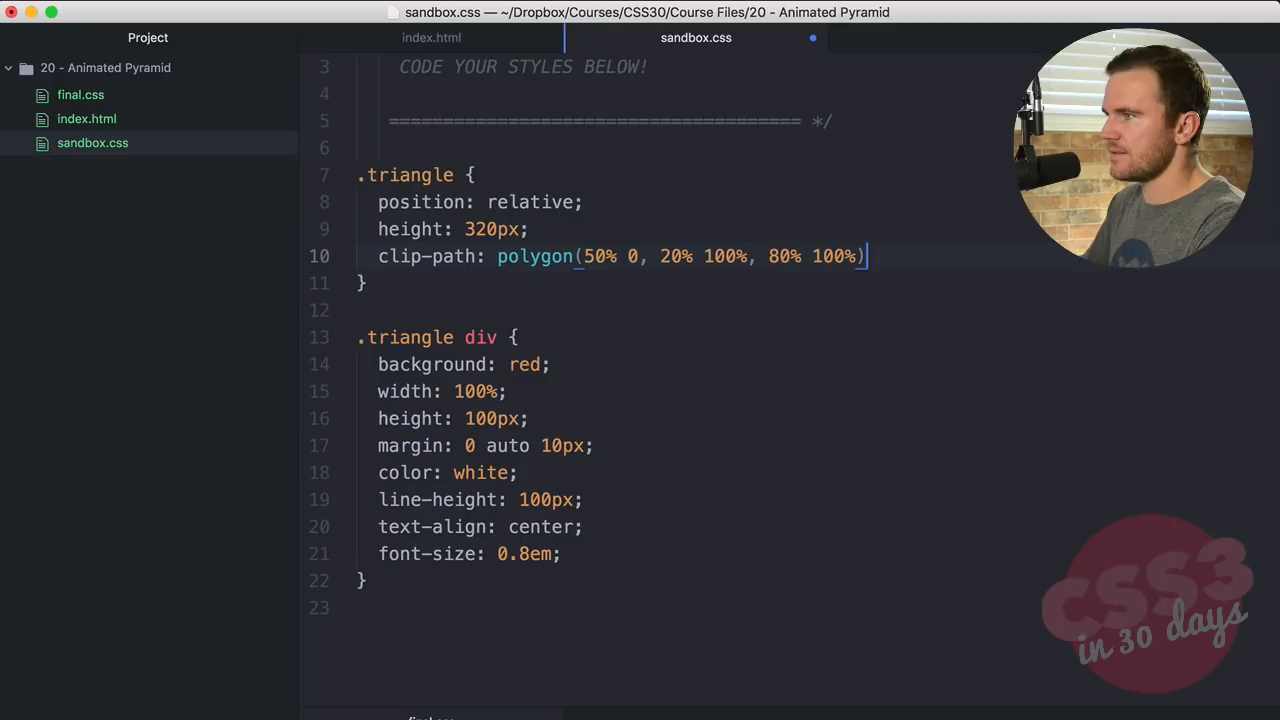 sandbox.css — ~/Dropbox/Courses/CSS30/Course Files/20 - Animated Pyramid
Project
index.html
sandbox.css
20 - Animated Pyramid
final.css
index.html
sandbox.css
3 CODE YOUR STYLES BELOW!
4
5 ====================================== */
6
7 .triangle {
8 position: relative;
9 height: 320px;
10 clip-path: polygon(50% 0, 20% 100%, 80% 100%)
11 }
12
13 .triangle div {
14 background: red;
15 width: 100%;
16 height: 100px;
17 margin: 0 auto 10px;
18 color: white;
19 line-height: 100px;
20 text-align: center;
21 font-size: 0.8em;
22 }
23
CSS3
in 30 days